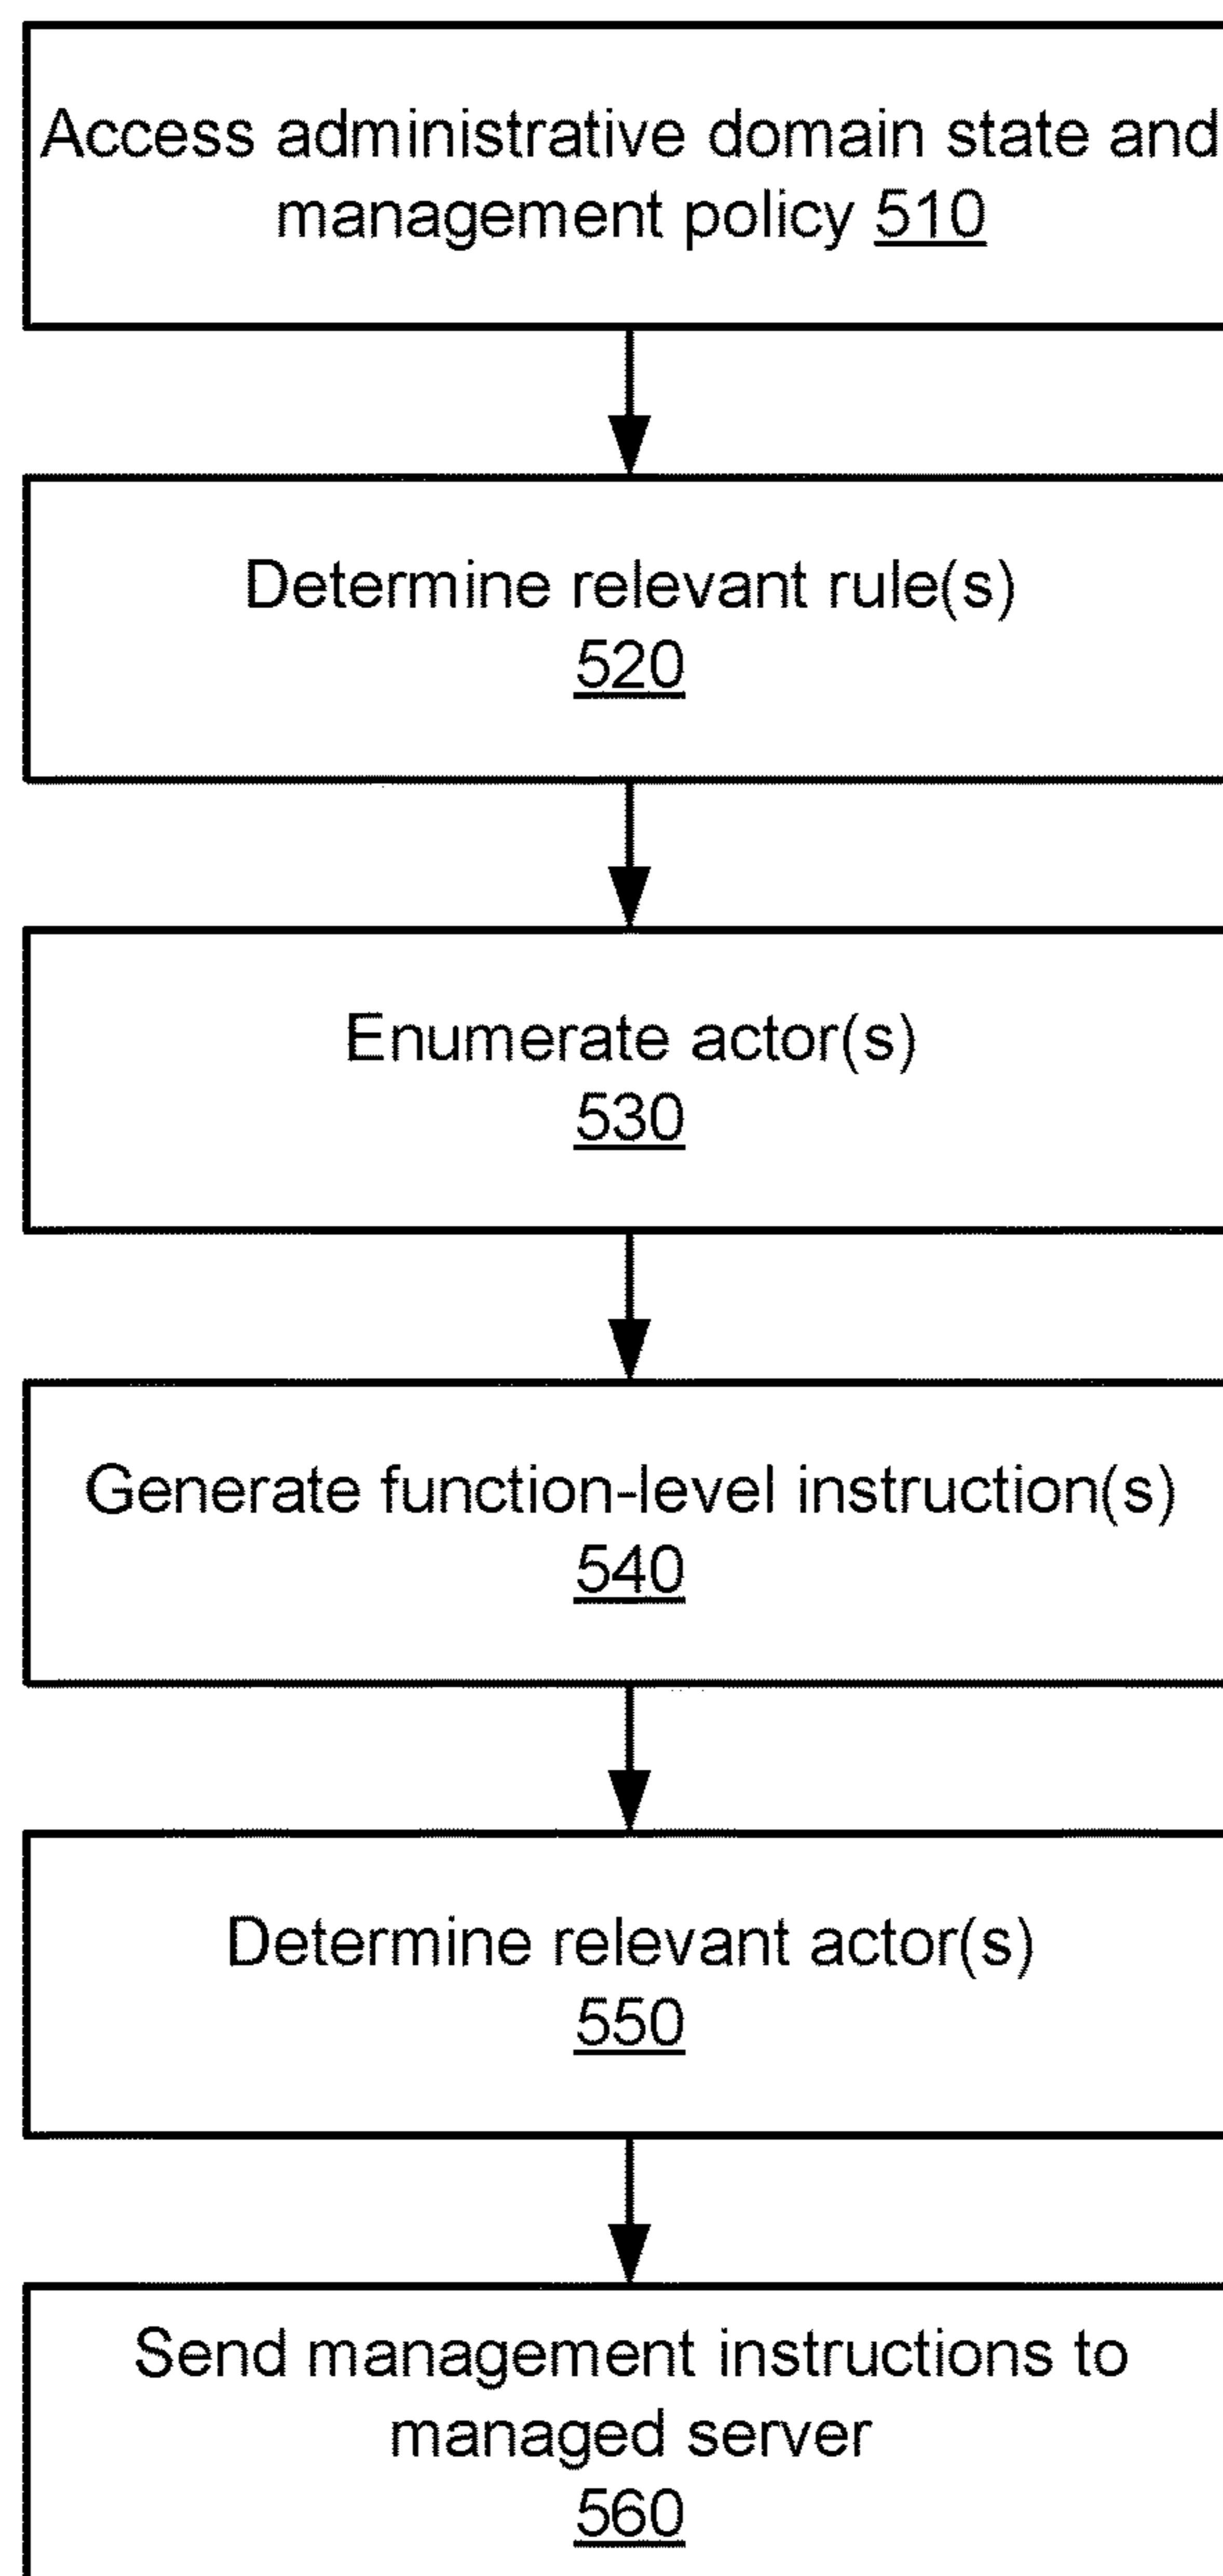 Access administrative domain state and
management policy 510
Determine relevant rule(s)
520
Enumerate actor(s)
530
Generate function-level instruction(s)
540
Determine relevant actor(s)
550
Send management instructions to
managed server
560